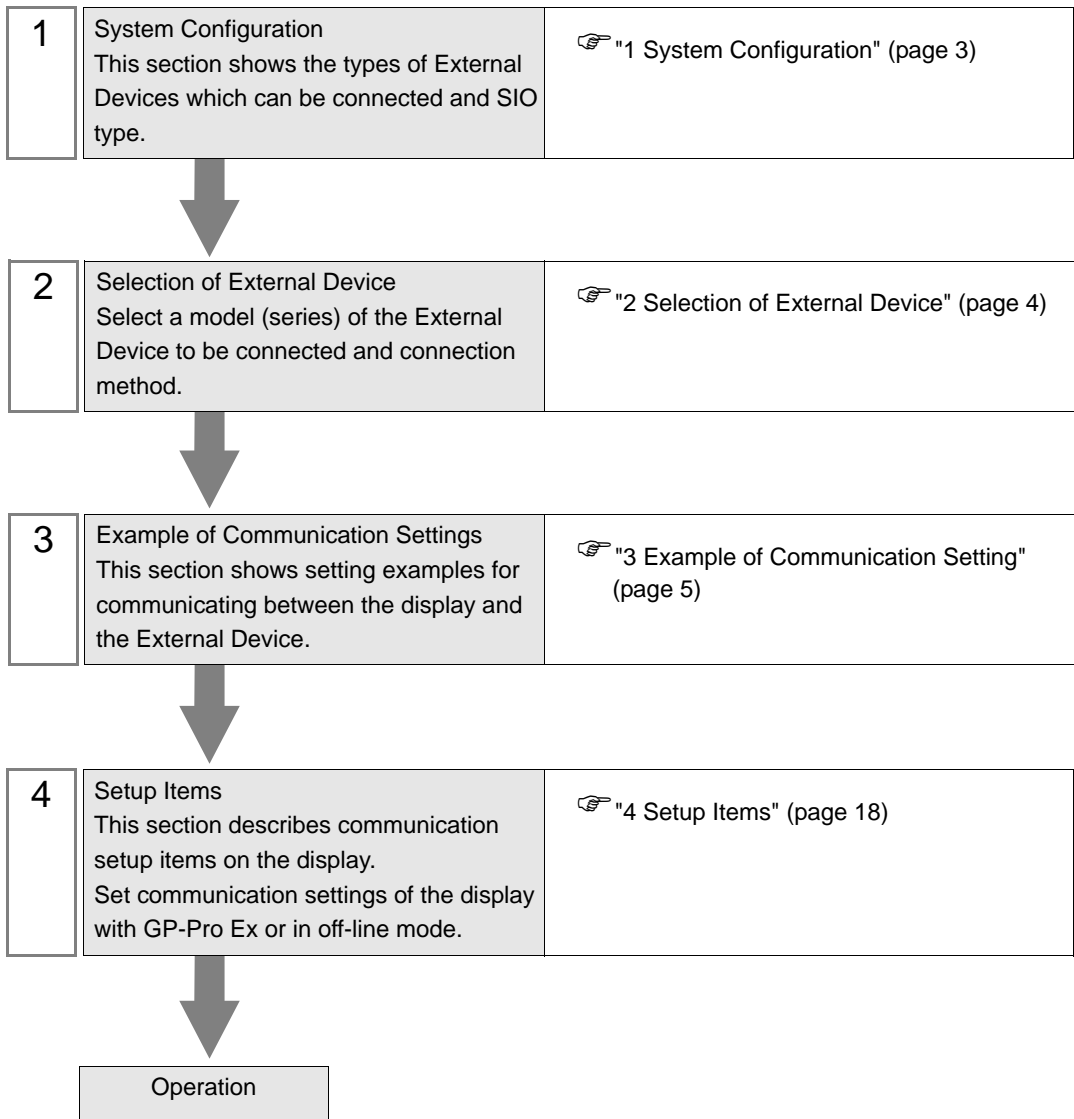 1
System Configuration
This section shows the types of External
Devices which can be connected and SIO
type.
"1 System Configuration" (page 3)
2
Selection of External Device
Select a model (series) of the External
Device to be connected and connection
method.
"2 Selection of External Device" (page 4)
3
Example of Communication Settings
This section shows setting examples for
communicating between the display and
the External Device.
"3 Example of Communication Setting"
(page 5)
4
Setup Items
This section describes communication
setup items on the display.
Set communication settings of the display
with GP-Pro Ex or in off-line mode.
"4 Setup Items" (page 18)
Operation